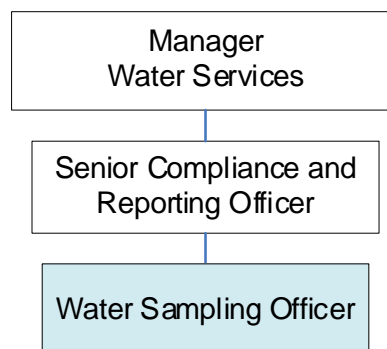 Manager
Water Services
Senior Compliance and
Reporting Officer
Water Sampling Officer